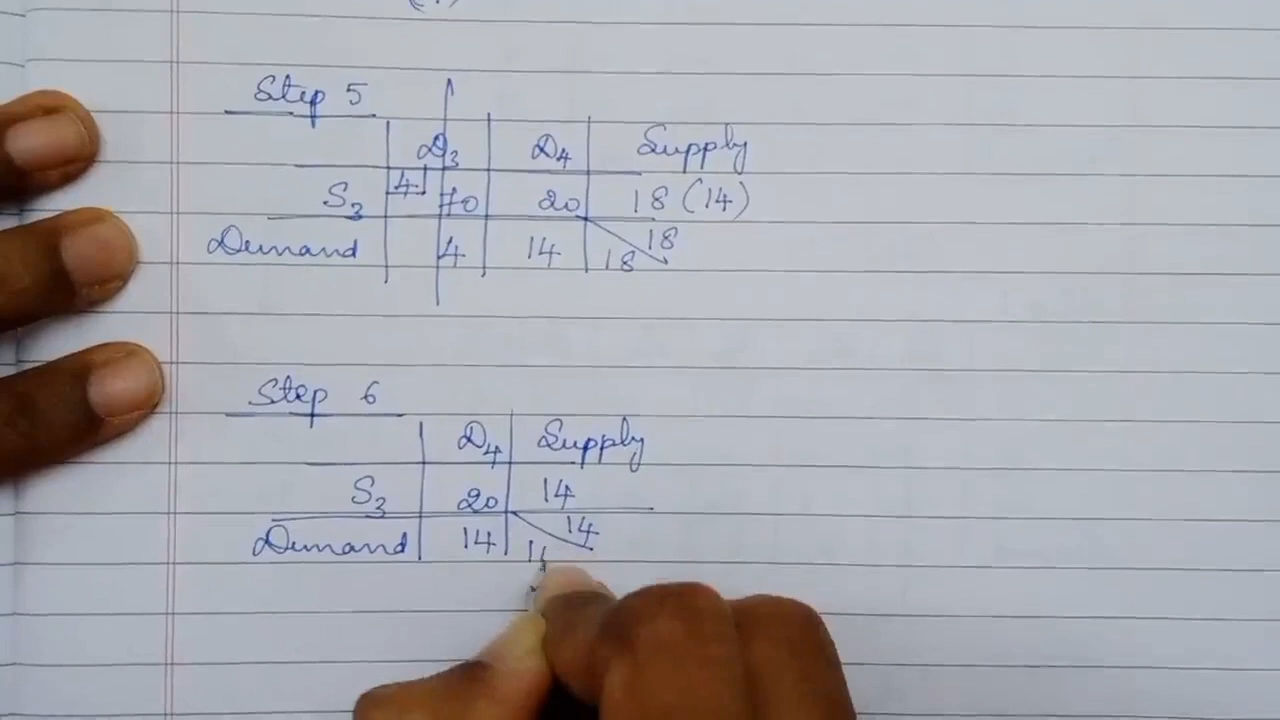 Step 5
D3 D4 Supply
S3 4 70 20 18 (14)
Demand 4 14 18 18
Step 6
D4 Supply
S3 20 14
Demand 14 14